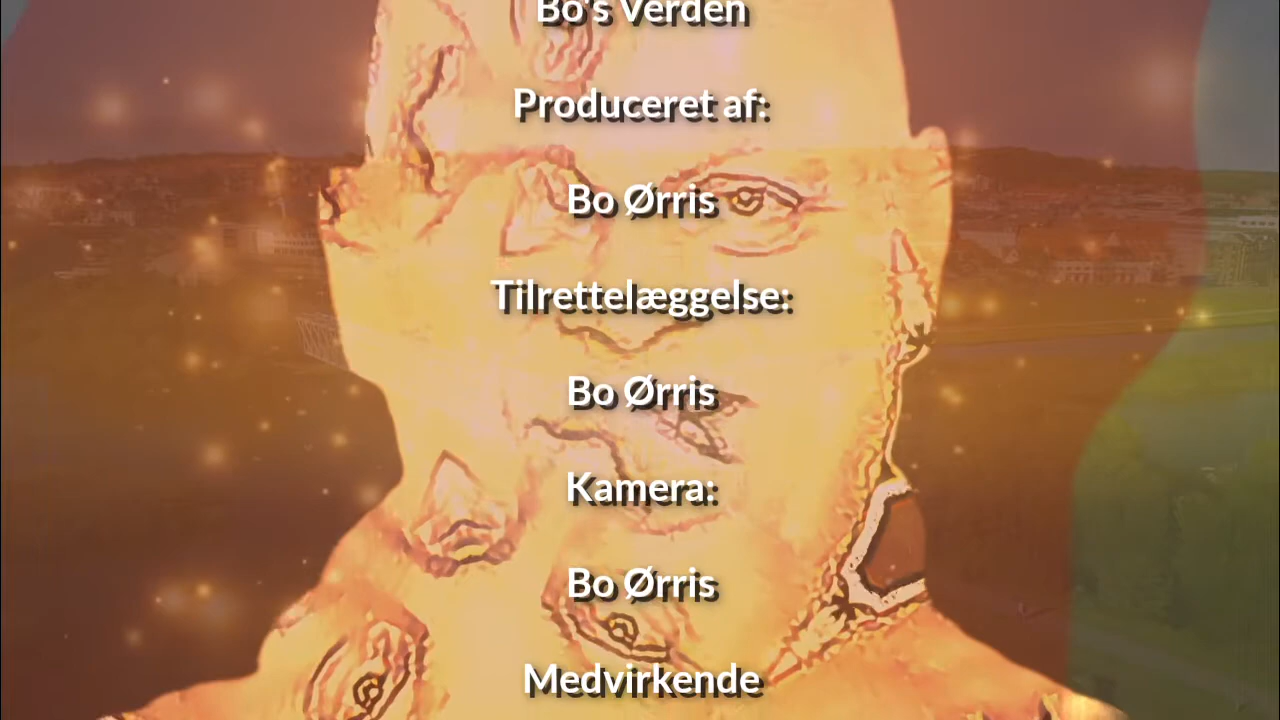 Bo's Verden
Produceret af:
Bo Ørris
Tilrettelæggelse:
Bo Ørris
Kamera:
Bo Ørris
Medvirkende